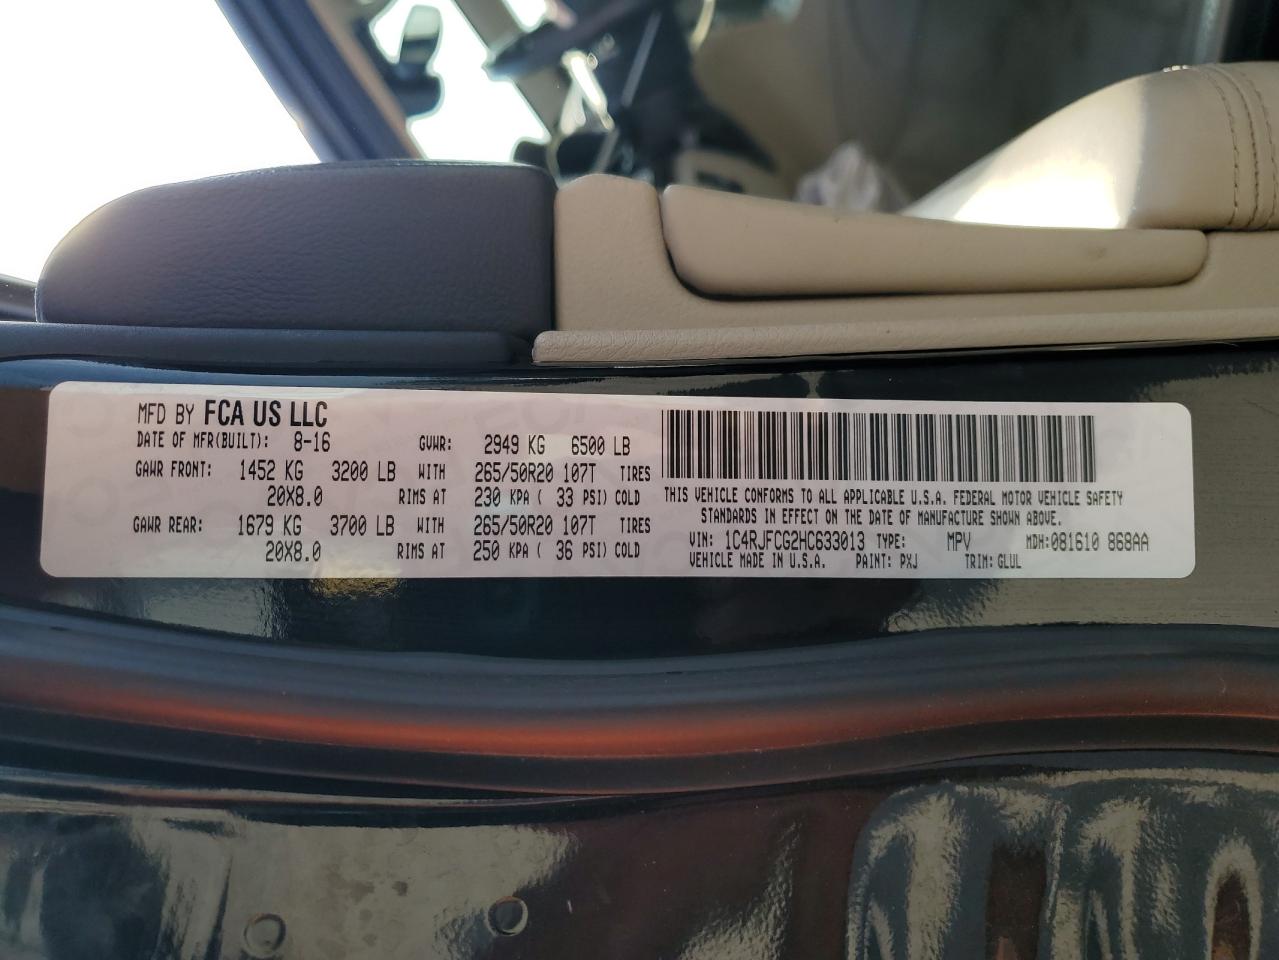 MFD BY FCA US LLC
DATE OF MFR(BUILT): 8-16 GVWR: 2949 KG 6500 LB
GAWR FRONT: 1452 KG 3200 LB WITH 265/50R20 107T TIRES
20X8.0 RIMS AT 230 KPA ( 33 PSI) COLD
GAWR REAR: 1679 KG 3700 LB WITH 265/50R20 107T TIRES
20X8.0 RIMS AT 250 KPA ( 36 PSI) COLD
THIS VEHICLE CONFORMS TO ALL APPLICABLE U.S.A. FEDERAL MOTOR VEHICLE SAFETY
STANDARDS IN EFFECT ON THE DATE OF MANUFACTURE SHOWN ABOVE.
VIN: 1C4RJFCG2HC633013 TYPE: MPV MDH:081610 868AA
VEHICLE MADE IN U.S.A. PAINT: PXJ TRIM: GLUL